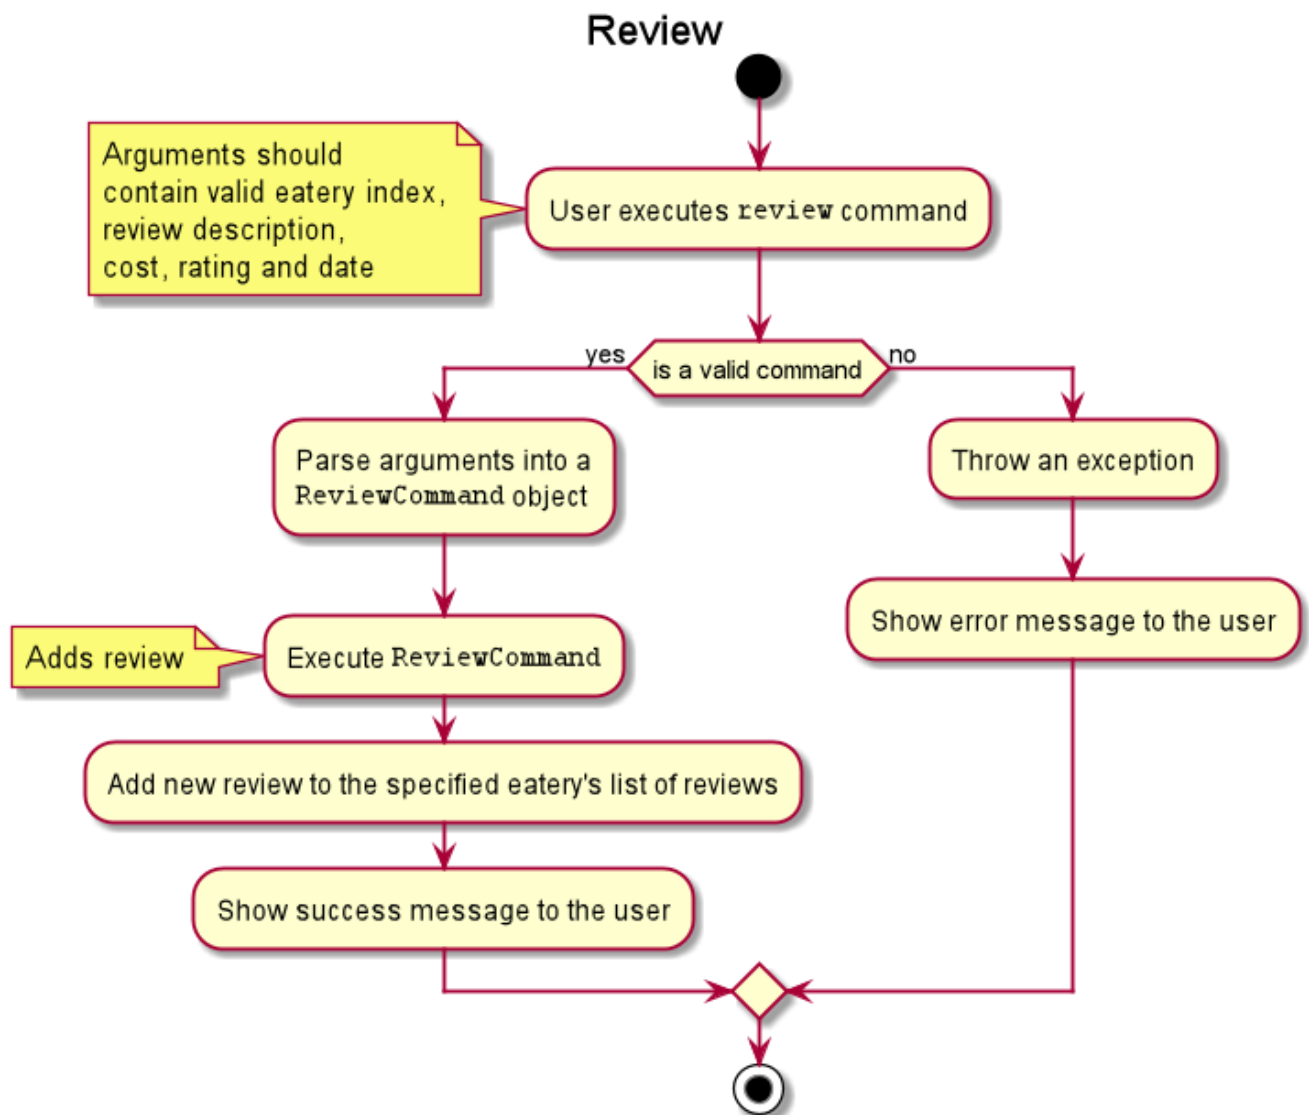 Review
Arguments should
contain valid eatery index,
review description,
cost, rating and date
User executes review command
yes
is a valid command
no
Parse arguments into a
ReviewCommand object
Throw an exception
Show error message to the user
Adds review
Execute ReviewCommand
Add new review to the specified eatery's list of reviews
Show success message to the user